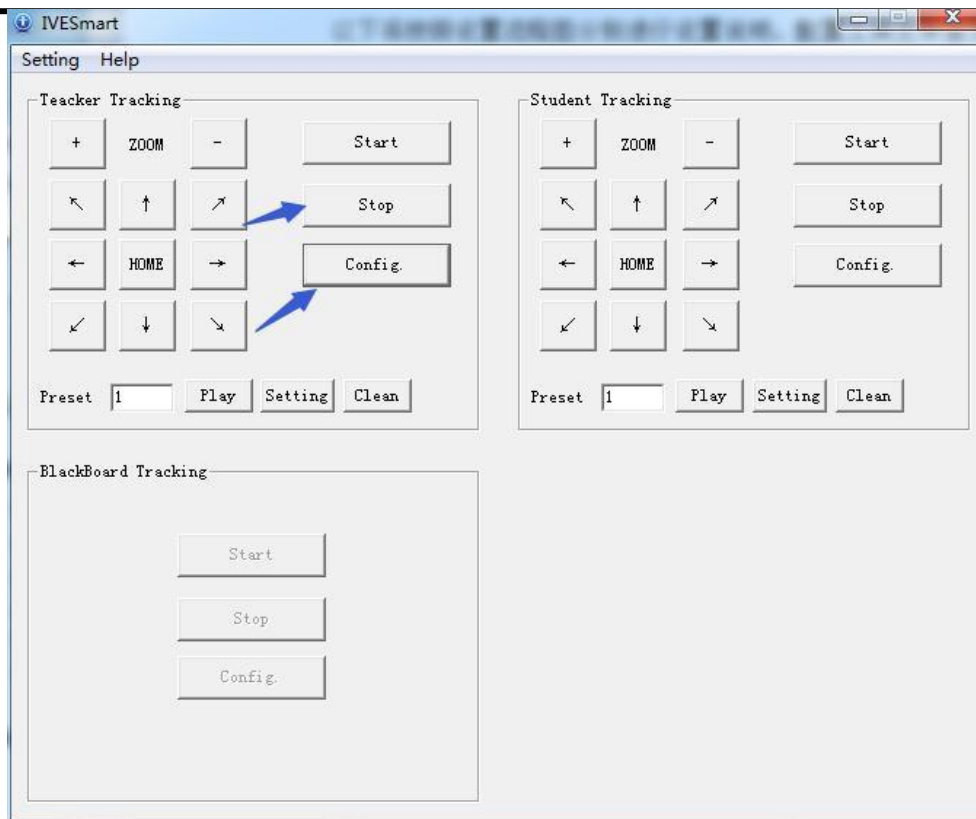 IVESmart
Setting Help
Teacker Tracking
+ ZOOM - Start
↖ ↑ ↗ Stop
← HOME → Config.
↙ ↓ ↘
Preset 1 Play Setting Clean
Student Tracking
+ ZOOM - Start
↖ ↑ ↗ Stop
← HOME → Config.
↙ ↓ ↘
Preset 1 Play Setting Clean
BlackBoard Tracking
Start
Stop
Config.